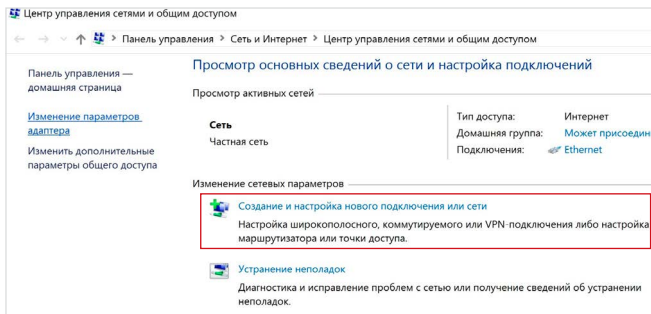 Центр управления сетями и общим доступом
Панель управления > Сеть и Интернет > Центр управления сетями и общим доступом
Панель управления —
домашняя страница
Изменение параметров
адаптера
Изменить дополнительные
параметры общего доступа
Просмотр основных сведений о сети и настройка подключений
Просмотр активных сетей
Сеть
Частная сеть
Тип доступа: Интернет
Домашняя группа: Может присоедин
Подключения: Ethernet
Изменение сетевых параметров
Создание и настройка нового подключения или сети
Настройка широкополосного, коммутируемого или VPN-подключения либо настройка
маршрутизатора или точки доступа.
Устранение неполадок
Диагностика и исправление проблем с сетью или получение сведений об устранении
неполадок.